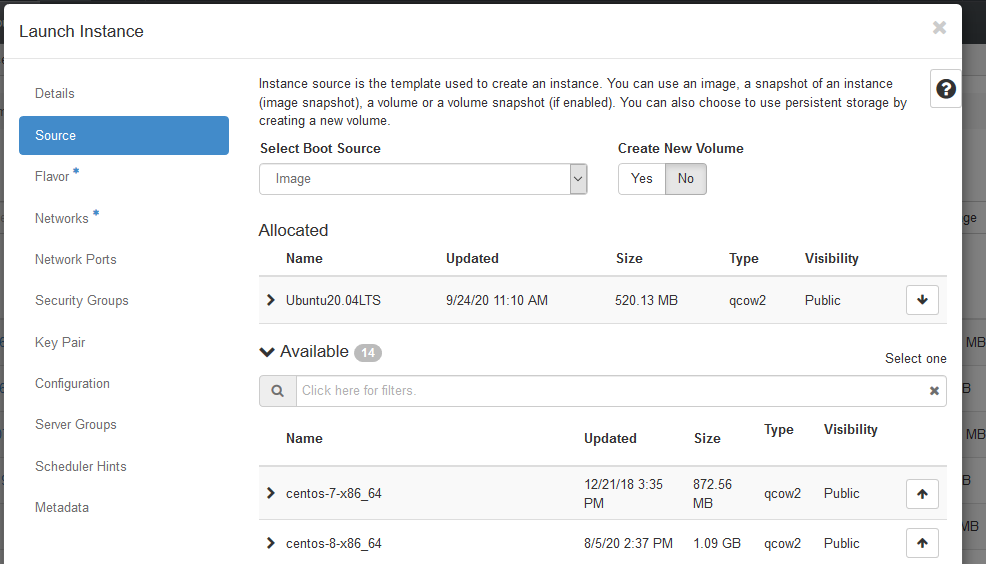 Launch Instance
Details
Source
Flavor *
Networks *
Network Ports
Security Groups
Key Pair
Configuration
Server Groups
Scheduler Hints
Metadata
Instance source is the template used to create an instance. You can use an image, a snapshot of an instance
(image snapshot), a volume or a volume snapshot (if enabled). You can also choose to use persistent storage by
creating a new volume.
Select Boot Source Create New Volume
Image Yes No
Allocated
Name Updated Size Type Visibility
Ubuntu20.04LTS 9/24/20 11:10 AM 520.13 MB qcow2 Public
Available 14
Select one
Click here for filters.
Name Updated Size Type Visibility
centos-7-x86_64 12/21/18 3:35 PM 872.56 MB qcow2 Public
centos-8-x86_64 8/5/20 2:37 PM 1.09 GB qcow2 Public